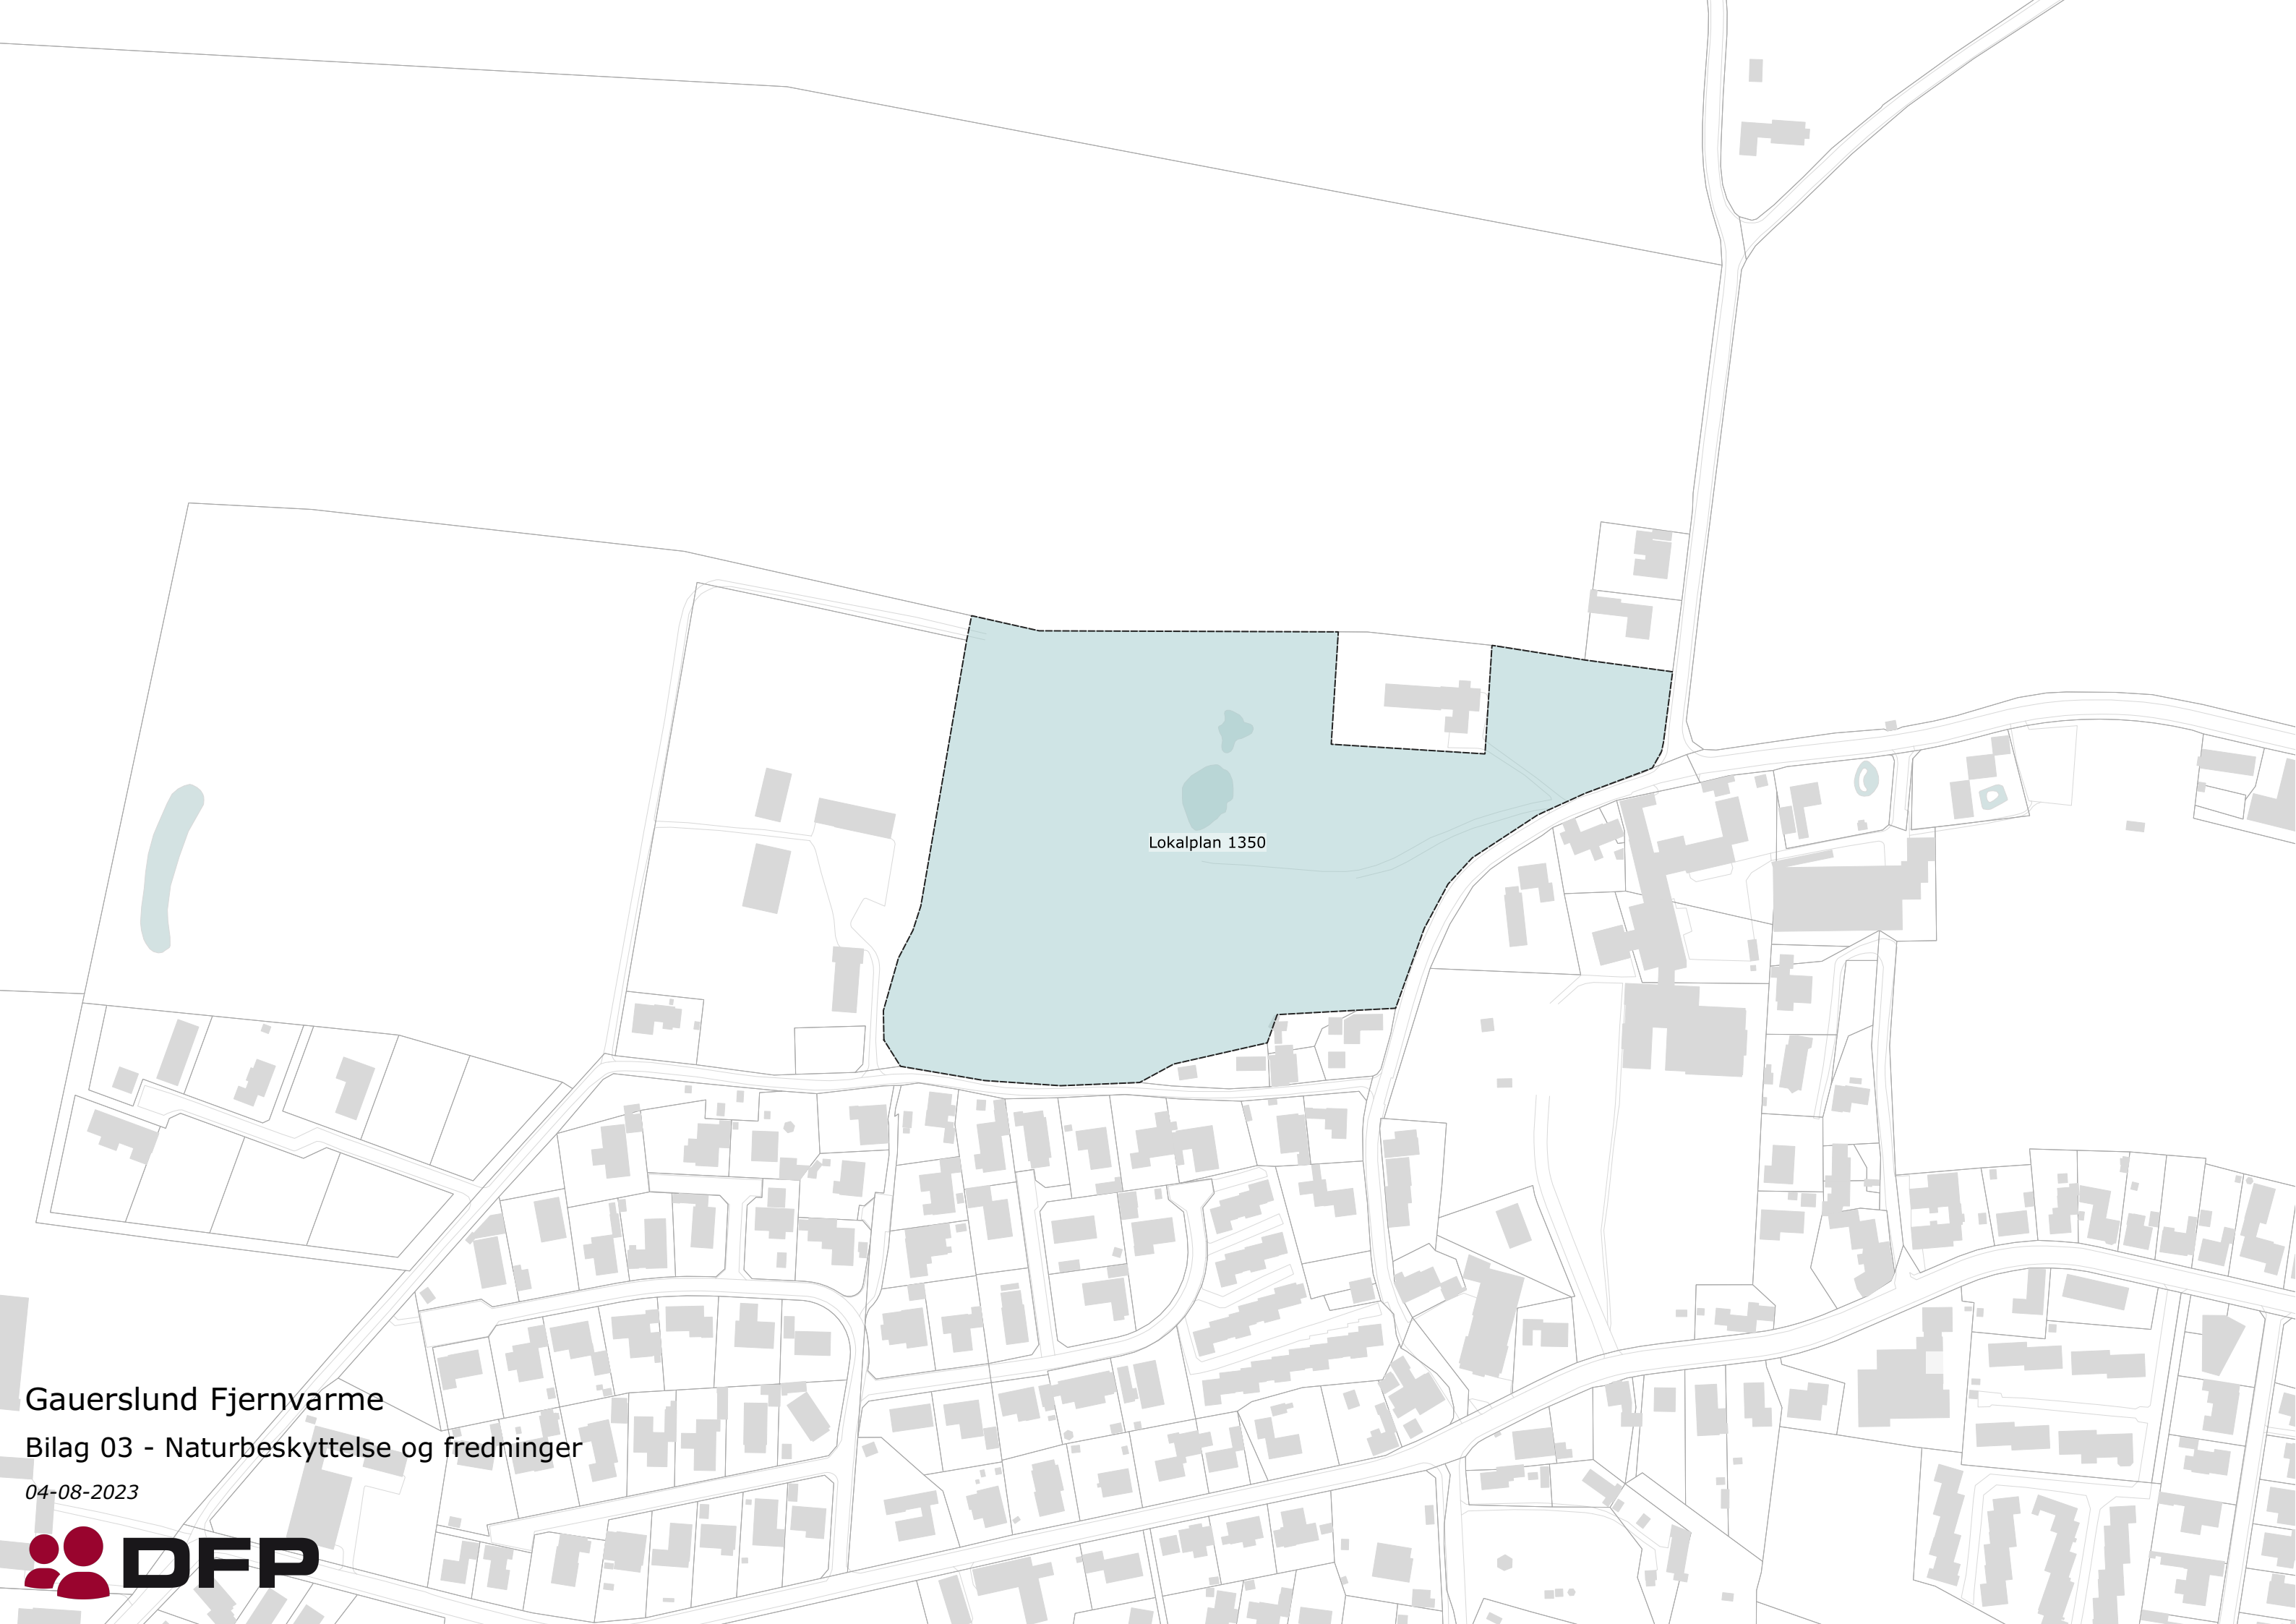 Lokalplan 1350
Gauerslund Fjernvarme
Bilag 03 - Naturbeskyttelse og fredninger
04-08-2023
DFP